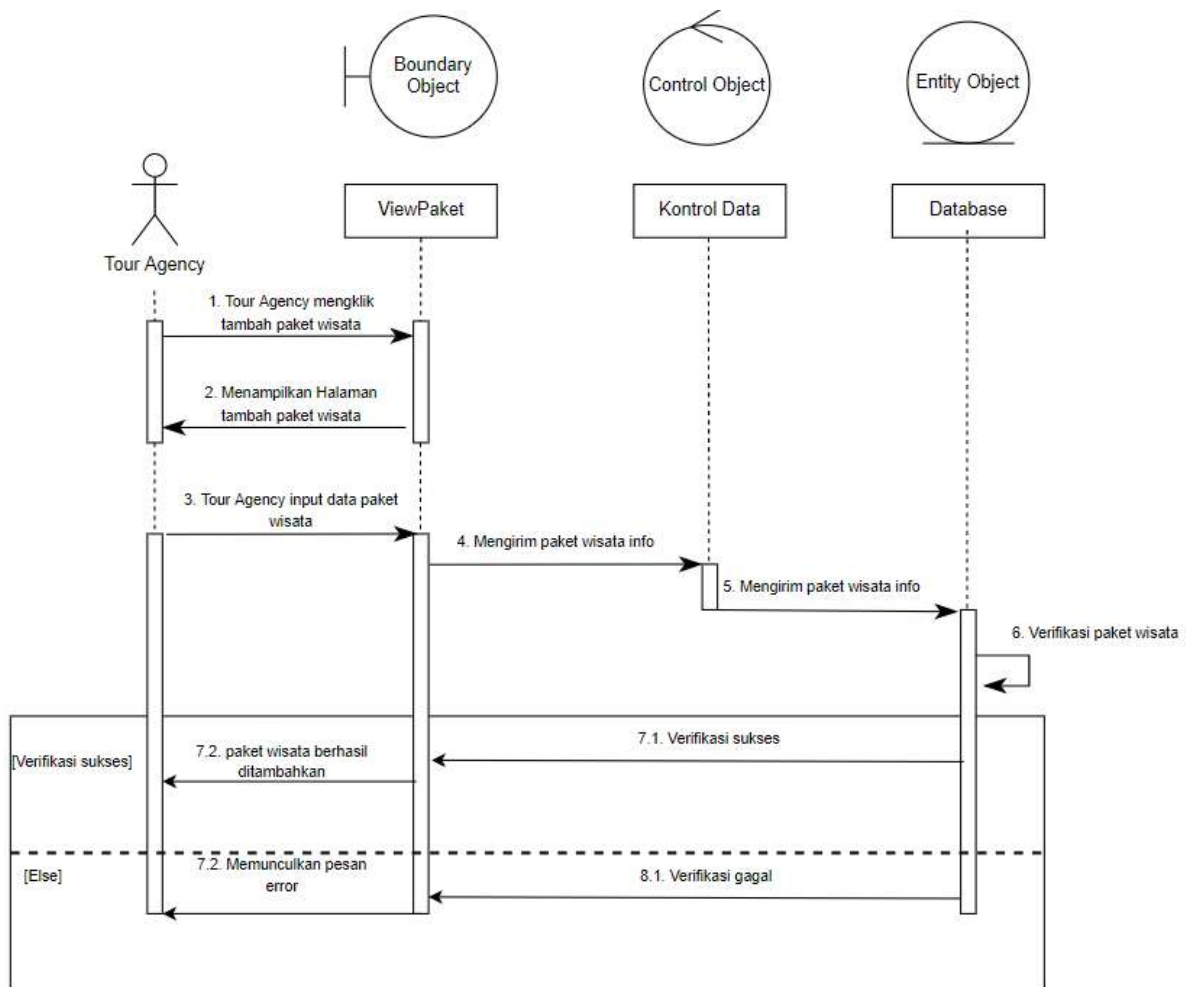 Boundary
Object
Control Object
Entity Object
ViewPaket
Kontrol Data
Database
Tour Agency
1. Tour Agency mengklik
tambah paket wisata
2. Menampilkan Halaman
tambah paket wisata
3. Tour Agency input data paket
wisata
4. Mengirim paket wisata info
5. Mengirim paket wisata info
6. Verifikasi paket wisata
[Verifikasi sukses]
7.1. Verifikasi sukses
7.2. paket wisata berhasil
ditambahkan
[Else]
8.1. Verifikasi gagal
7.2. Memunculkan pesan
error